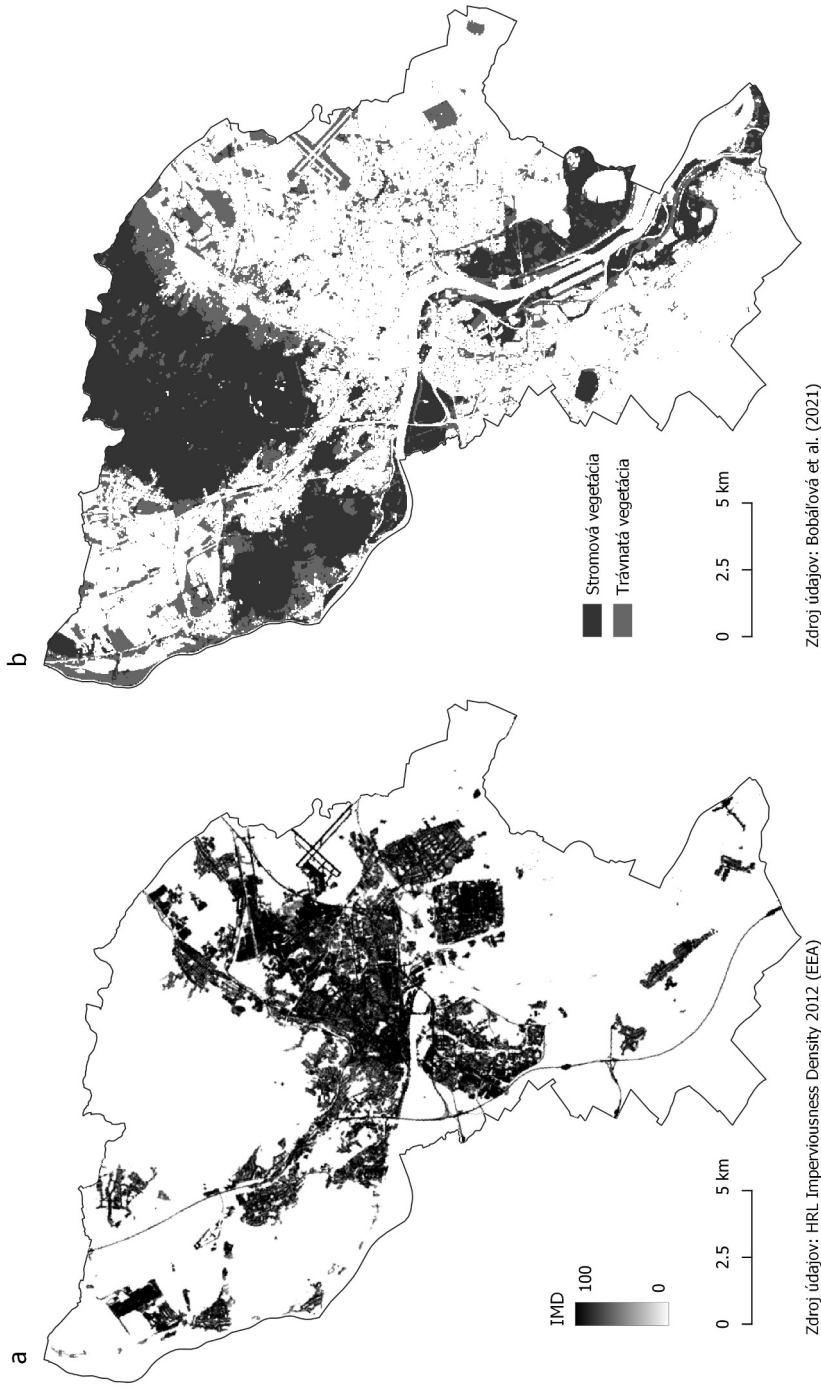 a
IMD
100
0
0 2.5 5 km
Zdroj údajov: HRL Imperviousness Density 2012 (EEA)
b
Stromová vegetácia
Trávnatá vegetácia
0 2.5 5 km
Zdroj údajov: Bobáľová et al. (2021)